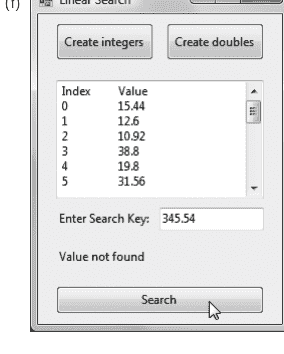 (f)
Linear Search
Create integers Create doubles
Index Value
0 15.44
1 12.6
2 10.92
3 38.8
4 19.8
5 31.56
Enter Search Key: 345.54
Value not found
Search